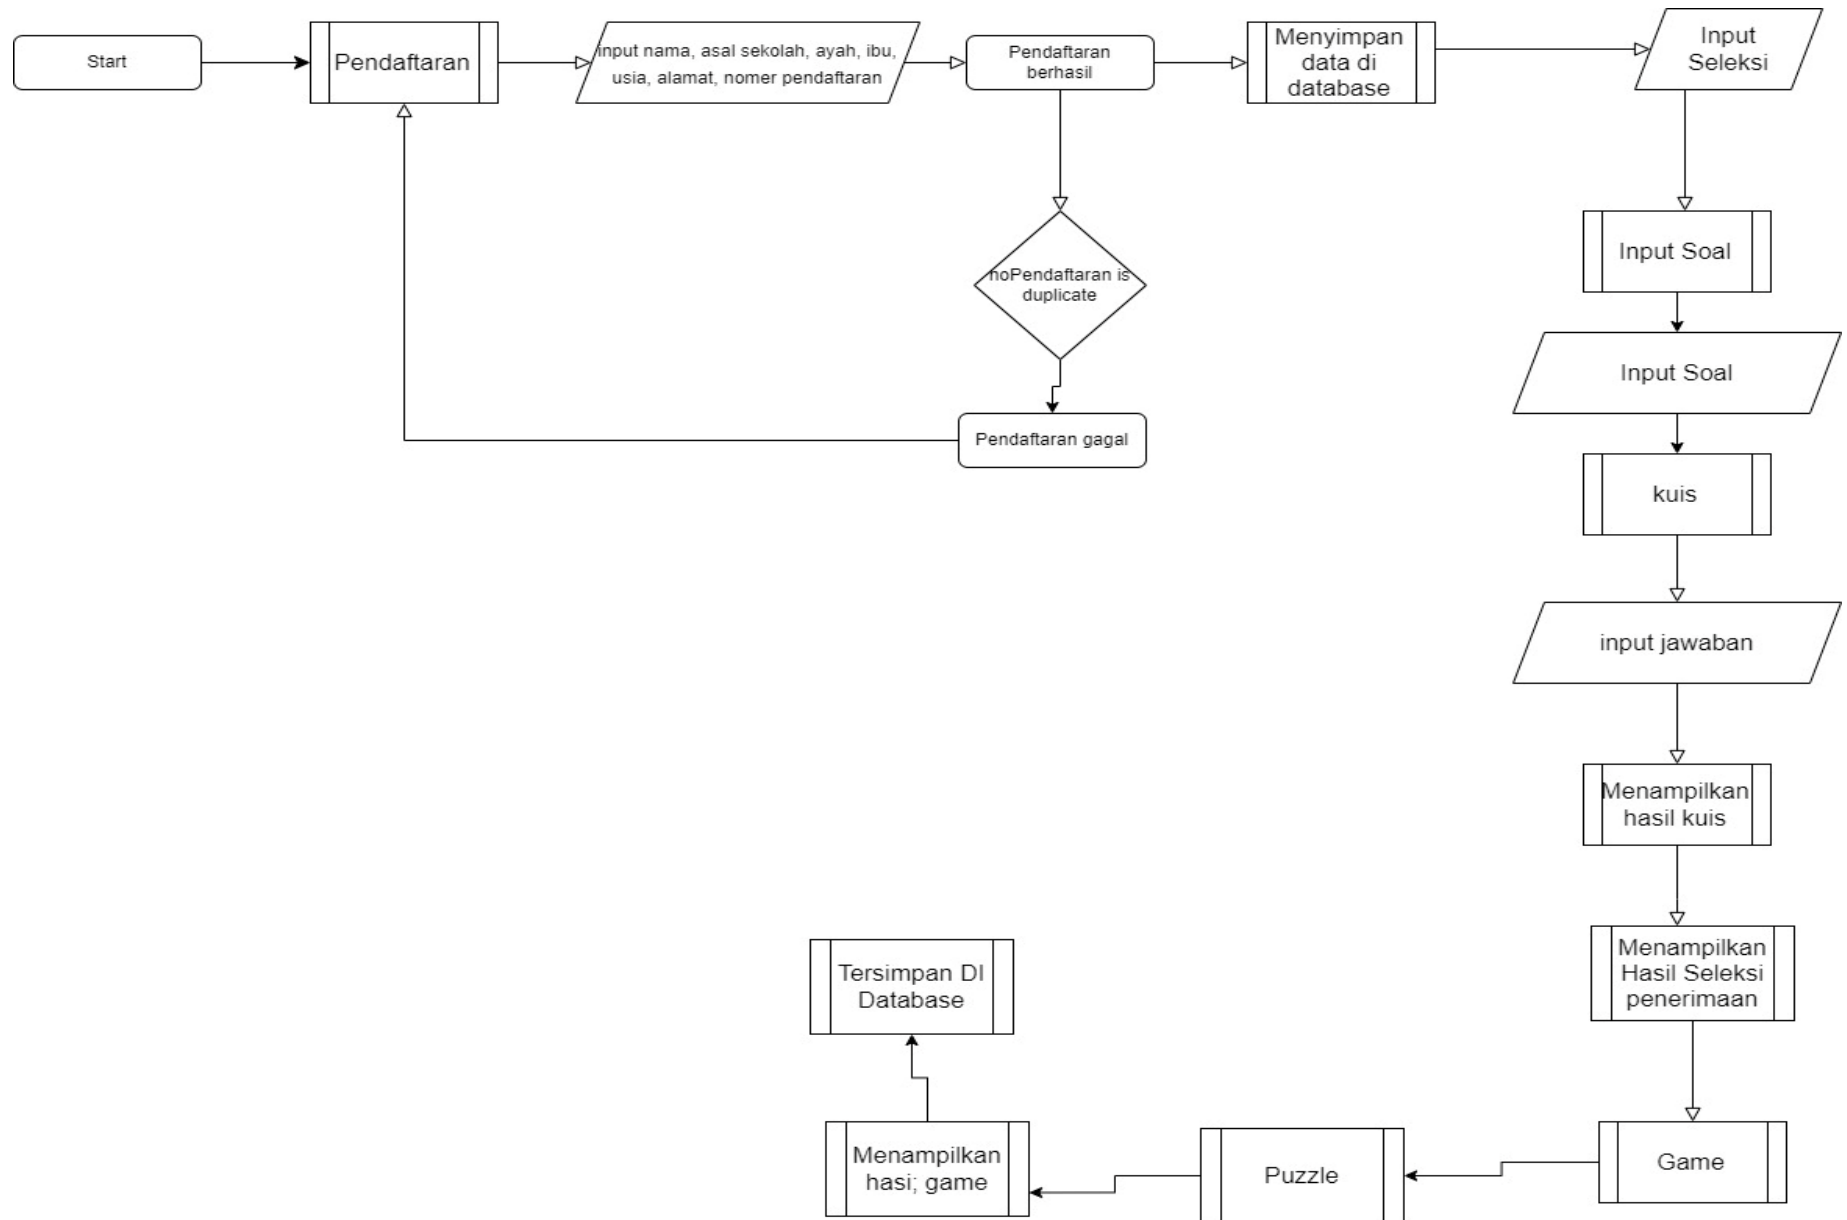 Start
Pendaftaran
input nama, asal sekolah, ayah, ibu,
usia, alamat, nomer pendaftaran
Pendaftaran
berhasil
Menyimpan
data di
database
Input
Seleksi
noPendaftaran is
duplicate
Pendaftaran gagal
Input Soal
Input Soal
kuis
input jawaban
Menampilkan
hasil kuis
Menampilkan
Hasil Seleksi
penerimaan
Game
Puzzle
Menampilkan
hasi; game
Tersimpan DI
Database